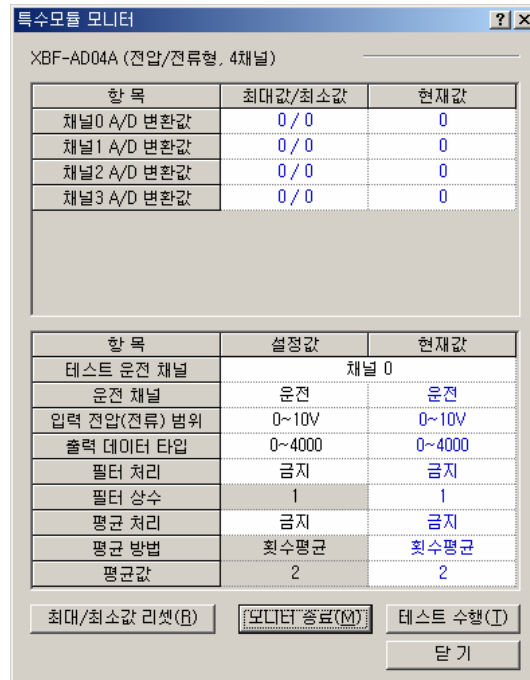 특수모듈 모니터
XBF-AD04A (전압/전류형, 4채널)
항 목 최대값/최소값 현재값
채널0 A/D 변환값 0 / 0 0
채널1 A/D 변환값 0 / 0 0
채널2 A/D 변환값 0 / 0 0
채널3 A/D 변환값 0 / 0 0
항 목 설정값 현재값
테스트 운전 채널 채널 0
운전 채널 운전 운전
입력 전압(전류) 범위 0~10V 0~10V
출력 데이터 타입 0~4000 0~4000
필터 처리 금지 금지
필터 상수 1 1
평균 처리 금지 금지
평균 방법 횟수평균 횟수평균
평균값 2 2
최대/최소값 리셋(R) 모니터 종료(M) 테스트 수행(T)
닫 기